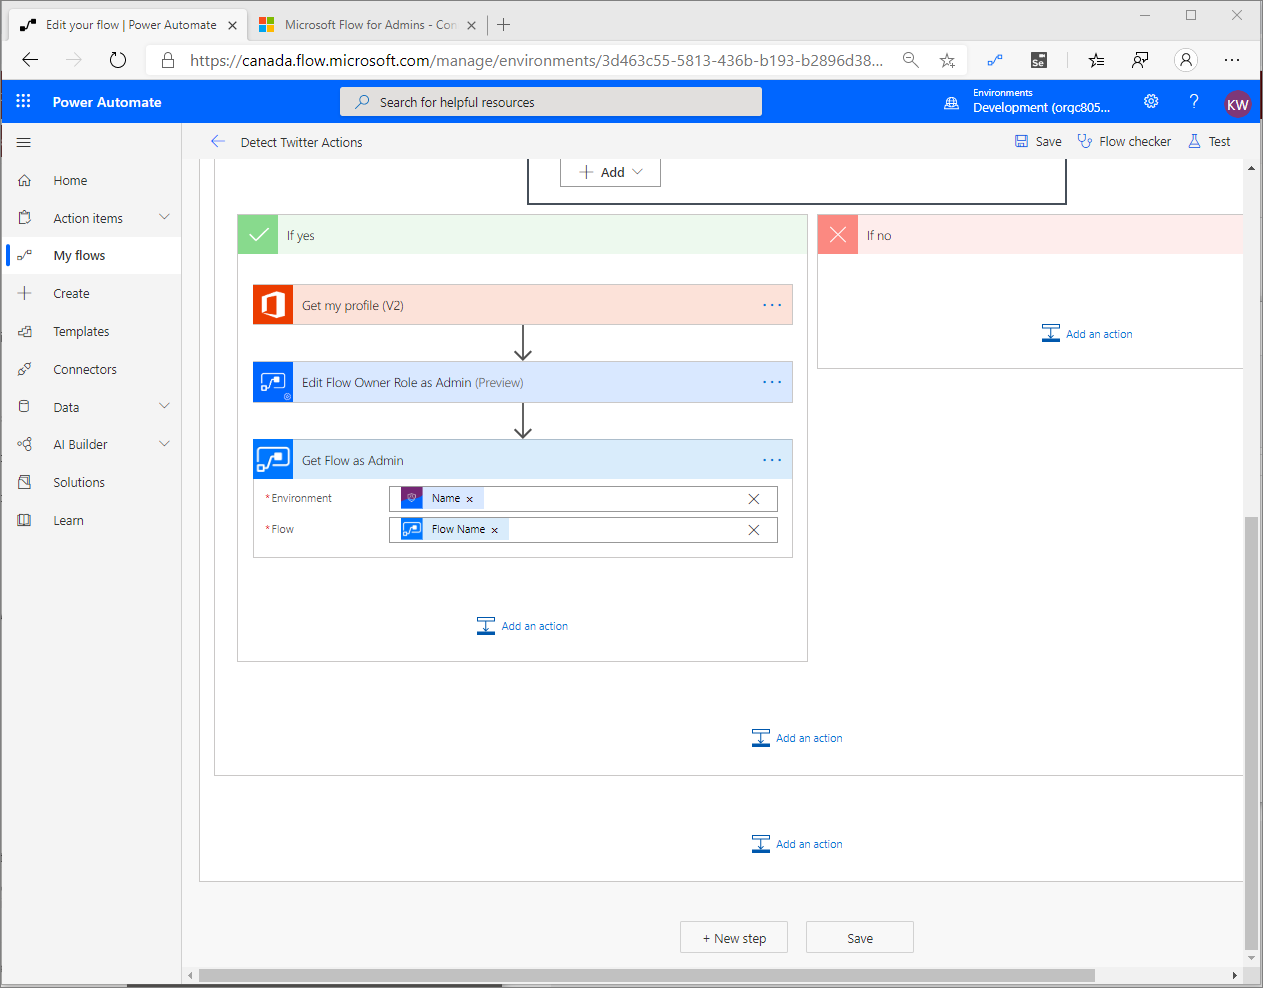 Edit your flow | Power Automate
Microsoft Flow for Admins - Con
https://canada.flow.microsoft.com/manage/environments/3d463c55-5813-436b-b193-b2896d38...
Se
Power Automate
Search for helpful resources
Environments
Development (orgc805...
?
KW
Detect Twitter Actions
Save
Flow checker
Test
Home
Action items
My flows
Create
Templates
Connectors
Data
AI Builder
Solutions
Learn
Add
If yes
If no
Get my profile (V2)
Add an action
Edit Flow Owner Role as Admin (Preview)
Get Flow as Admin
* Environment
Name x
* Flow
Flow Name x
Add an action
Add an action
Add an action
+ New step
Save